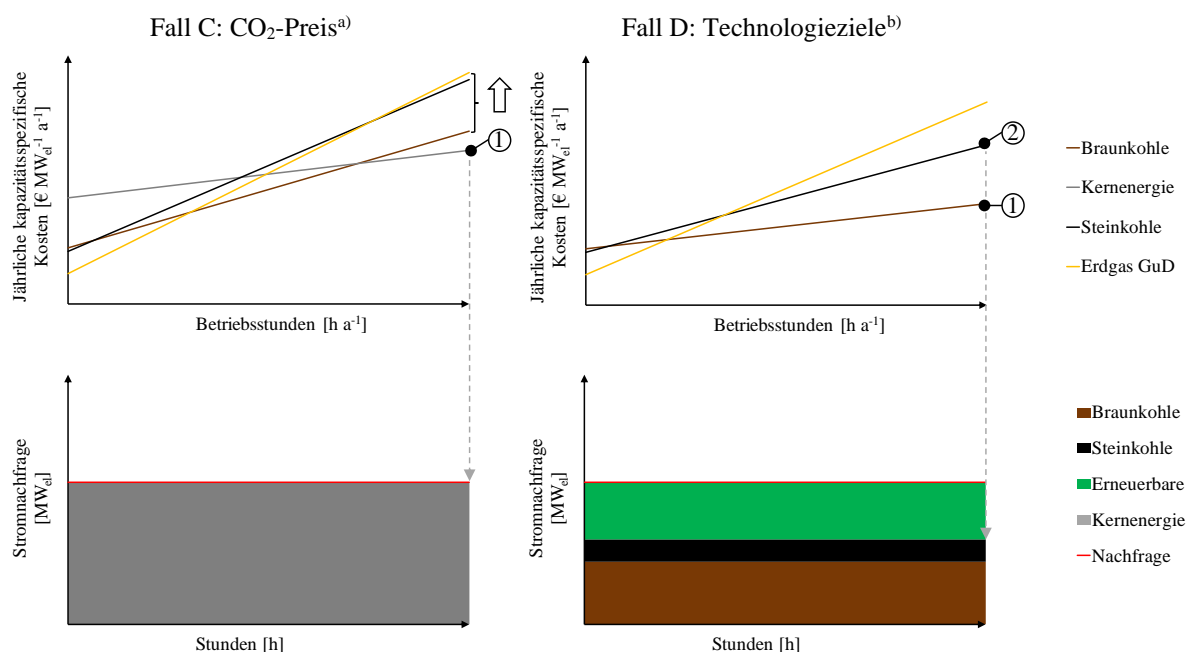 Fall C: CO₂-Preisᵃ⁾
Jährliche kapazitätsspezifische
Kosten [€ MWₑₗ⁻¹ a⁻¹]
①
Betriebsstunden [h a⁻¹]
Fall D: Technologiezieleᵇ⁾
Jährliche kapazitätsspezifische
Kosten [€ MWₑₗ⁻¹ a⁻¹]
②
①
Betriebsstunden [h a⁻¹]
Braunkohle
Kernenergie
Steinkohle
Erdgas GuD
Stromnachfrage
[MWₑₗ]
Stunden [h]
Stromnachfrage
[MWₑₗ]
Stunden [h]
Braunkohle
Steinkohle
Erneuerbare
Kernenergie
Nachfrage